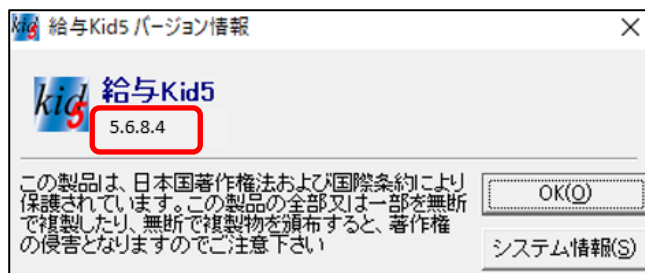 kid 給与Kid5 バージョン情報
kid5 給与Kid5
5.6.8.4
この製品は、日本国著作権法および国際条約により
保護されています。この製品の全部又は一部を無断
で複製したり、無断で複製物を頒布すると、著作権
の侵害となりますのでご注意下さい
OK(O)
システム情報(S)